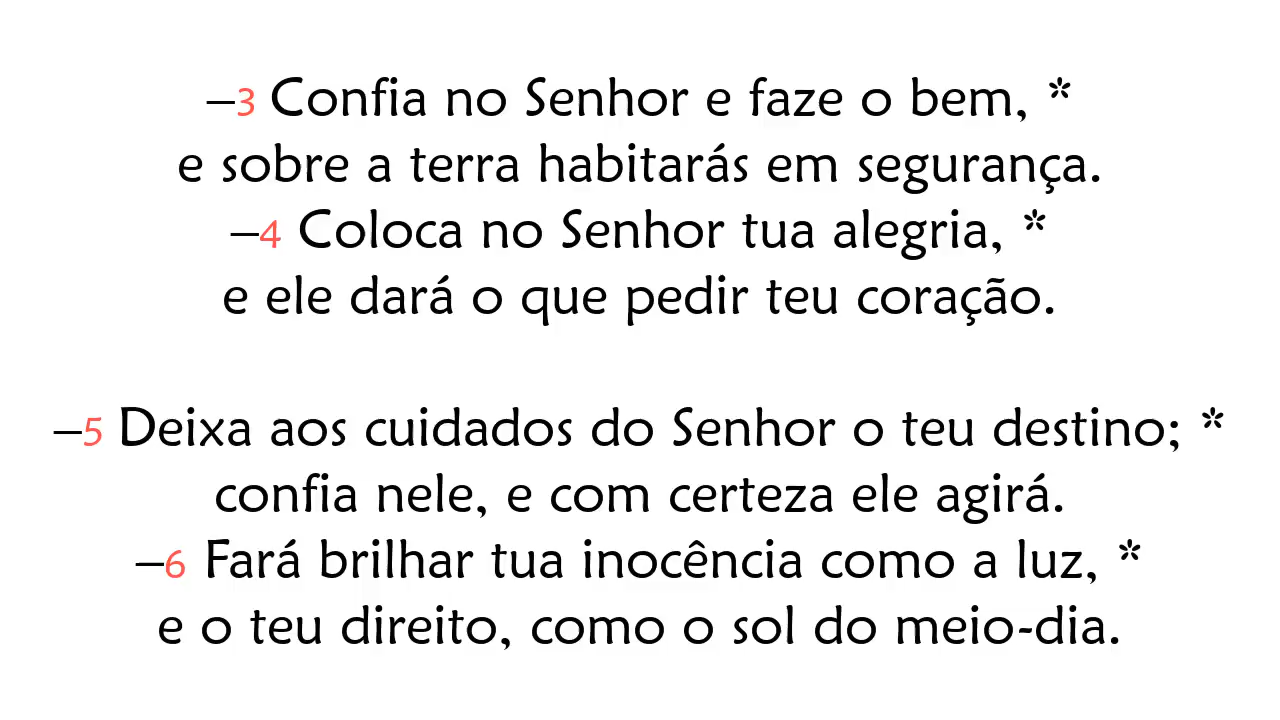 –3 Confia no Senhor e faze o bem, *
e sobre a terra habitarás em segurança.
–4 Coloca no Senhor tua alegria, *
e ele dará o que pedir teu coração.
–5 Deixa aos cuidados do Senhor o teu destino; *
confia nele, e com certeza ele agirá.
–6 Fará brilhar tua inocência como a luz, *
e o teu direito, como o sol do meio-dia.